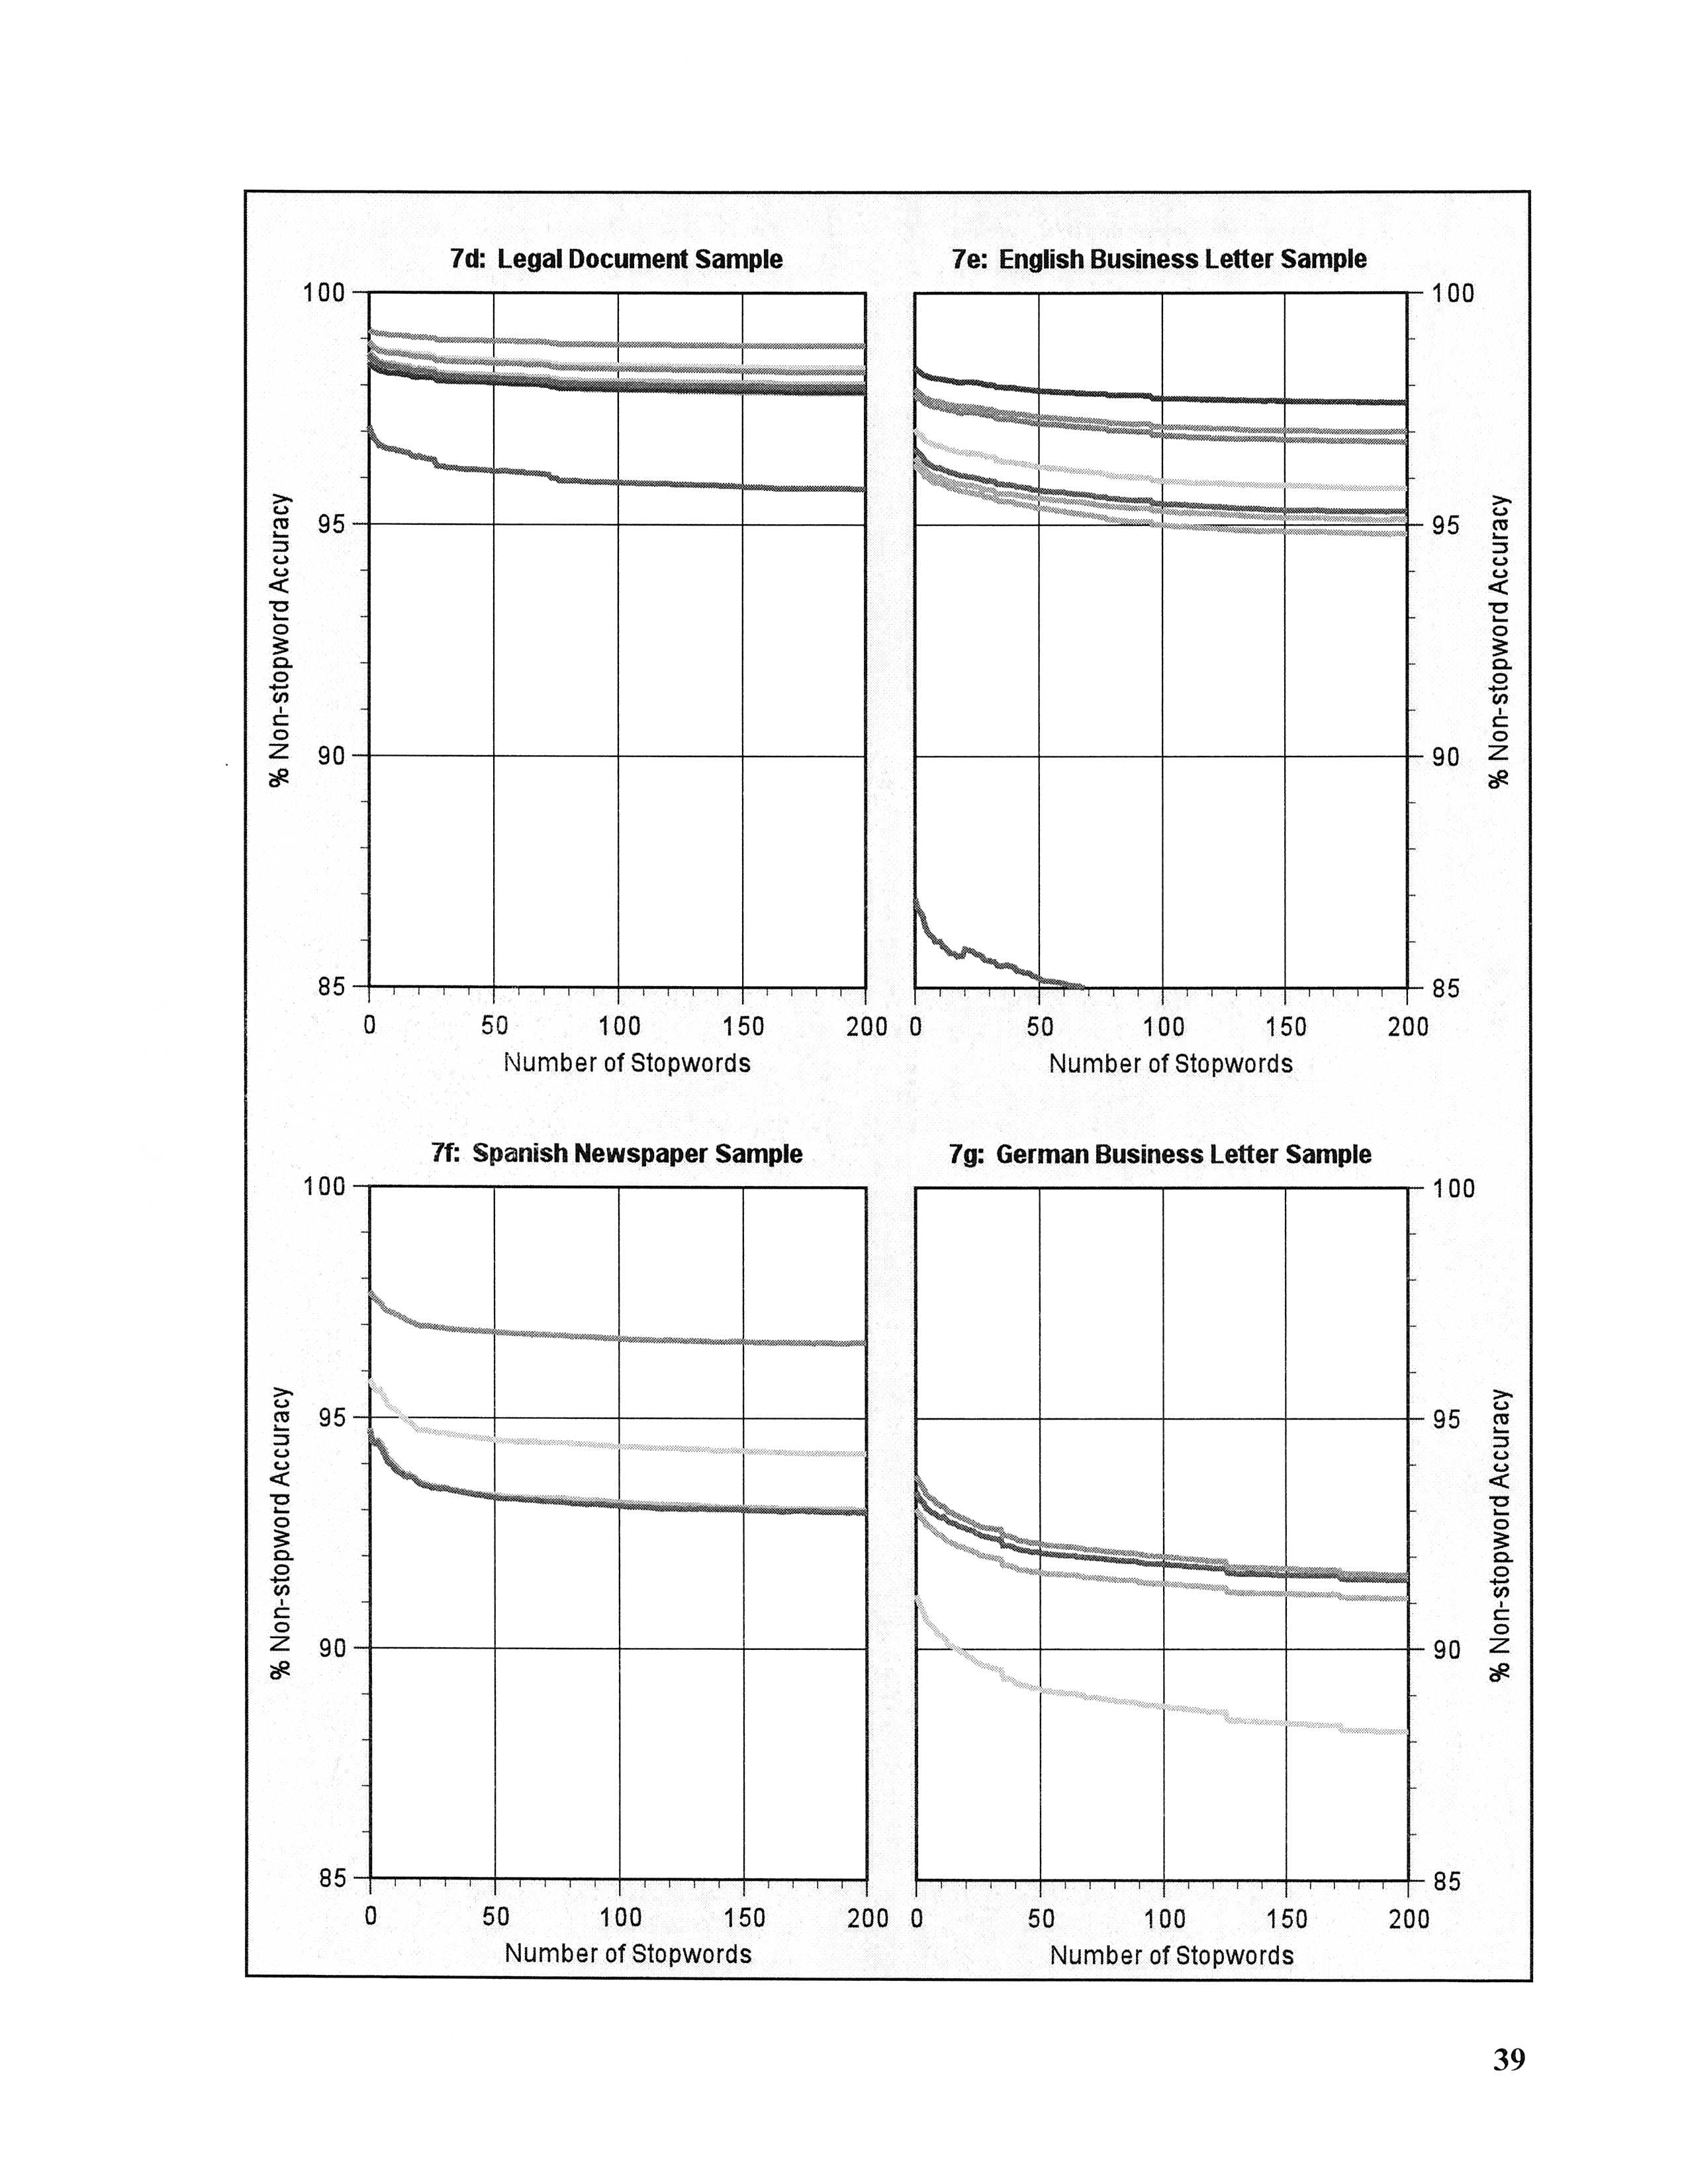 7d: Legal Document Sample
100
95
90
85
% Non-stopword Accuracy
0 50 100 150 200
Number of Stopwords
7e: English Business Letter Sample
100
95
90
85
% Non-stopword Accuracy
0 50 100 150 200
Number of Stopwords
7f: Spanish Newspaper Sample
100
95
90
85
% Non-stopword Accuracy
0 50 100 150 200
Number of Stopwords
7g: German Business Letter Sample
100
95
90
85
% Non-stopword Accuracy
0 50 100 150 200
Number of Stopwords
39